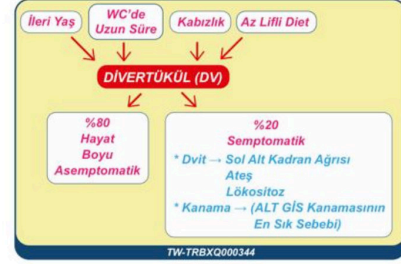 İleri Yaş
WC'de
Uzun Süre
Kabızlık
Az Lifli Diet
DİVERTÜKÜL (DV)
%80
Hayat
Boyu
Asemptomatik
%20
Semptomatik
* Dvit → Sol Alt Kadran Ağrısı
Ateş
Lökositoz
* Kanama → (ALT GİS Kanamasının
En Sık Sebebi)
TW-TRBXQ000344